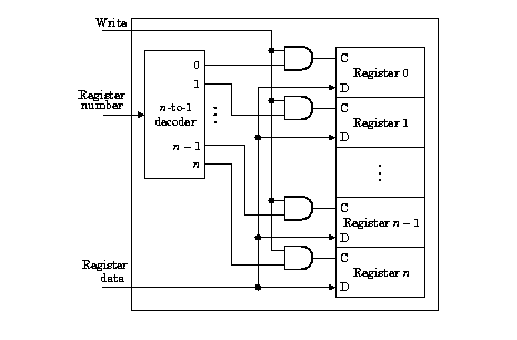 Write
0
C
Register 0
1
D
Register
number
n-to-1
decoder
C
Register 1
D
n − 1
n
C
Register n − 1
D
Register
data
C
Register n
D